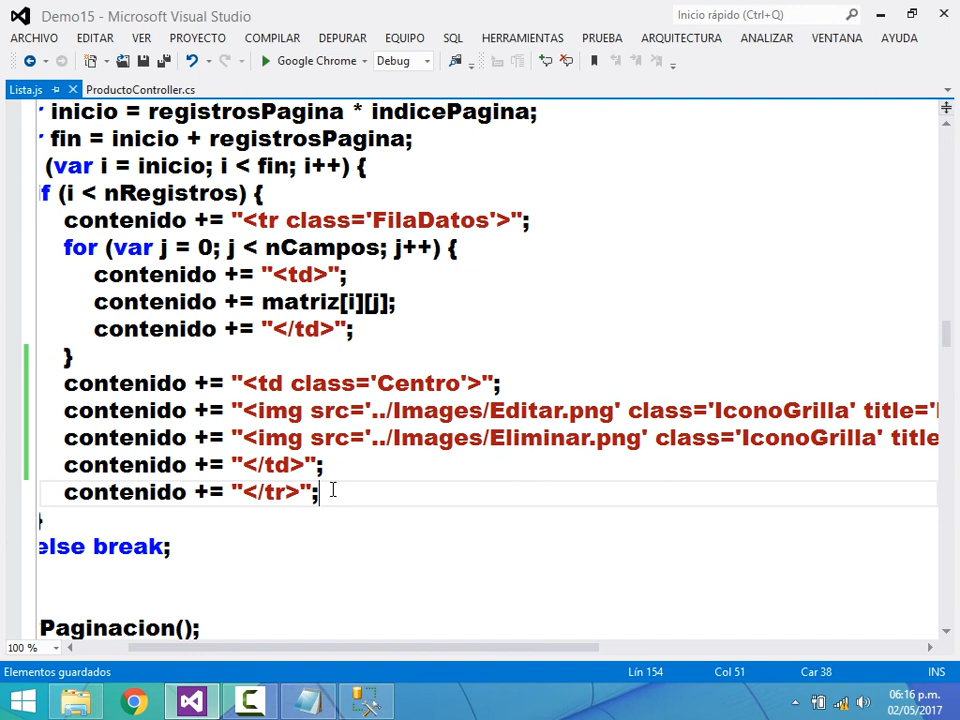 Demo15 - Microsoft Visual Studio
Inicio rápido (Ctrl+Q)
ARCHIVO EDITAR VER PROYECTO COMPILAR DEPURAR EQUIPO SQL HERRAMIENTAS PRUEBA ARQUITECTURA ANALIZAR VENTANA AYUDA
Google Chrome Debug
Lista.js ProductoController.cs
r inicio = registrosPagina * indicePagina;
r fin = inicio + registrosPagina;
(var i = inicio; i < fin; i++) {
if (i < nRegistros) {
contenido += "<tr class='FilaDatos'>";
for (var j = 0; j < nCampos; j++) {
contenido += "<td>";
contenido += matriz[i][j];
contenido += "</td>";
}
contenido += "<td class='Centro'>";
contenido += "<img src='../Images/Editar.png' class='IconoGrilla' title='
contenido += "<img src='../Images/Eliminar.png' class='IconoGrilla' title
contenido += "</td>";
contenido += "</tr>";
}
else break;
Paginacion();
100 %
Elementos guardados Lín 154 Col 51 Car 38 INS
06:16 p.m.
02/05/2017